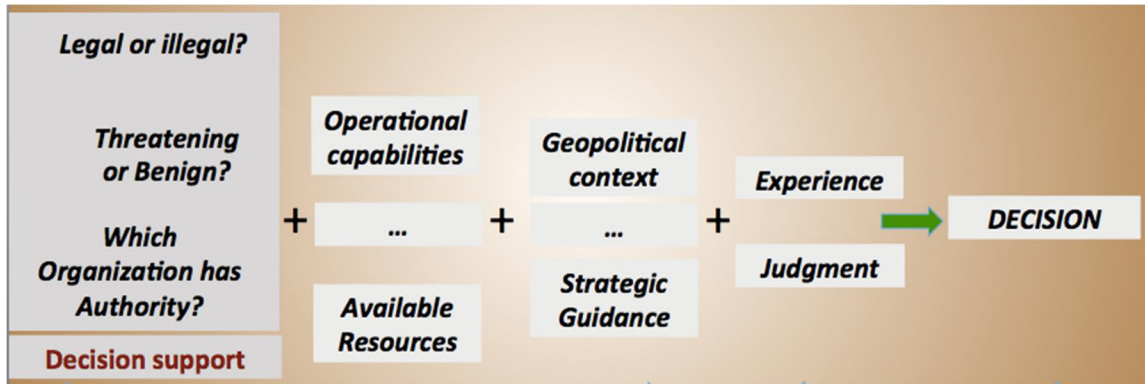 Legal or illegal?
Threatening
or Benign?
Which
Organization has
Authority?
Decision support
+
Operational
capabilities
...
Available
Resources
+
Geopolitical
context
...
Strategic
Guidance
+
Experience
Judgment
DECISION